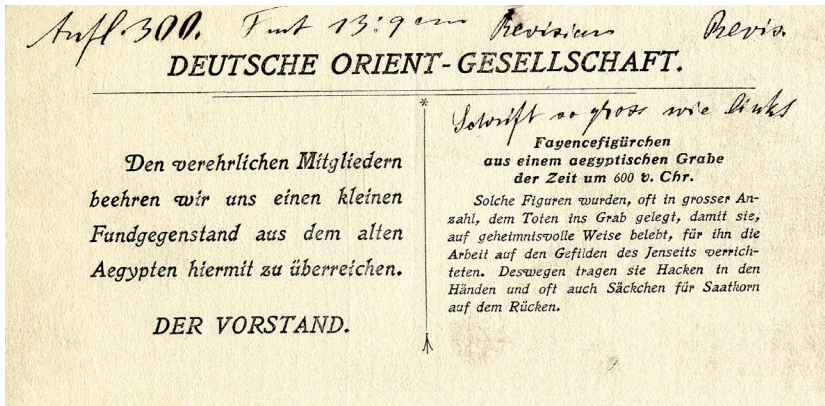 Aufl. 300. Fmt 13:9 cm Revision Revis.
DEUTSCHE ORIENT-GESELLSCHAFT.
Den verehrlichen Mitgliedern
beehren wir uns einen kleinen
Fundgegenstand aus dem alten
Aegypten hiermit zu überreichen.
DER VORSTAND.
Schrift so gross wie links
Fayencefigürchen
aus einem aegyptischen Grabe
der Zeit um 600 v. Chr.
Solche Figuren wurden, oft in grosser An-
zahl, dem Toten ins Grab gelegt, damit sie,
auf geheimnisvolle Weise belebt, für ihn die
Arbeit auf den Gefilden des Jenseits verrich-
teten. Deswegen tragen sie Hacken in den
Händen und oft auch Säckchen für Saatkorn
auf dem Rücken.